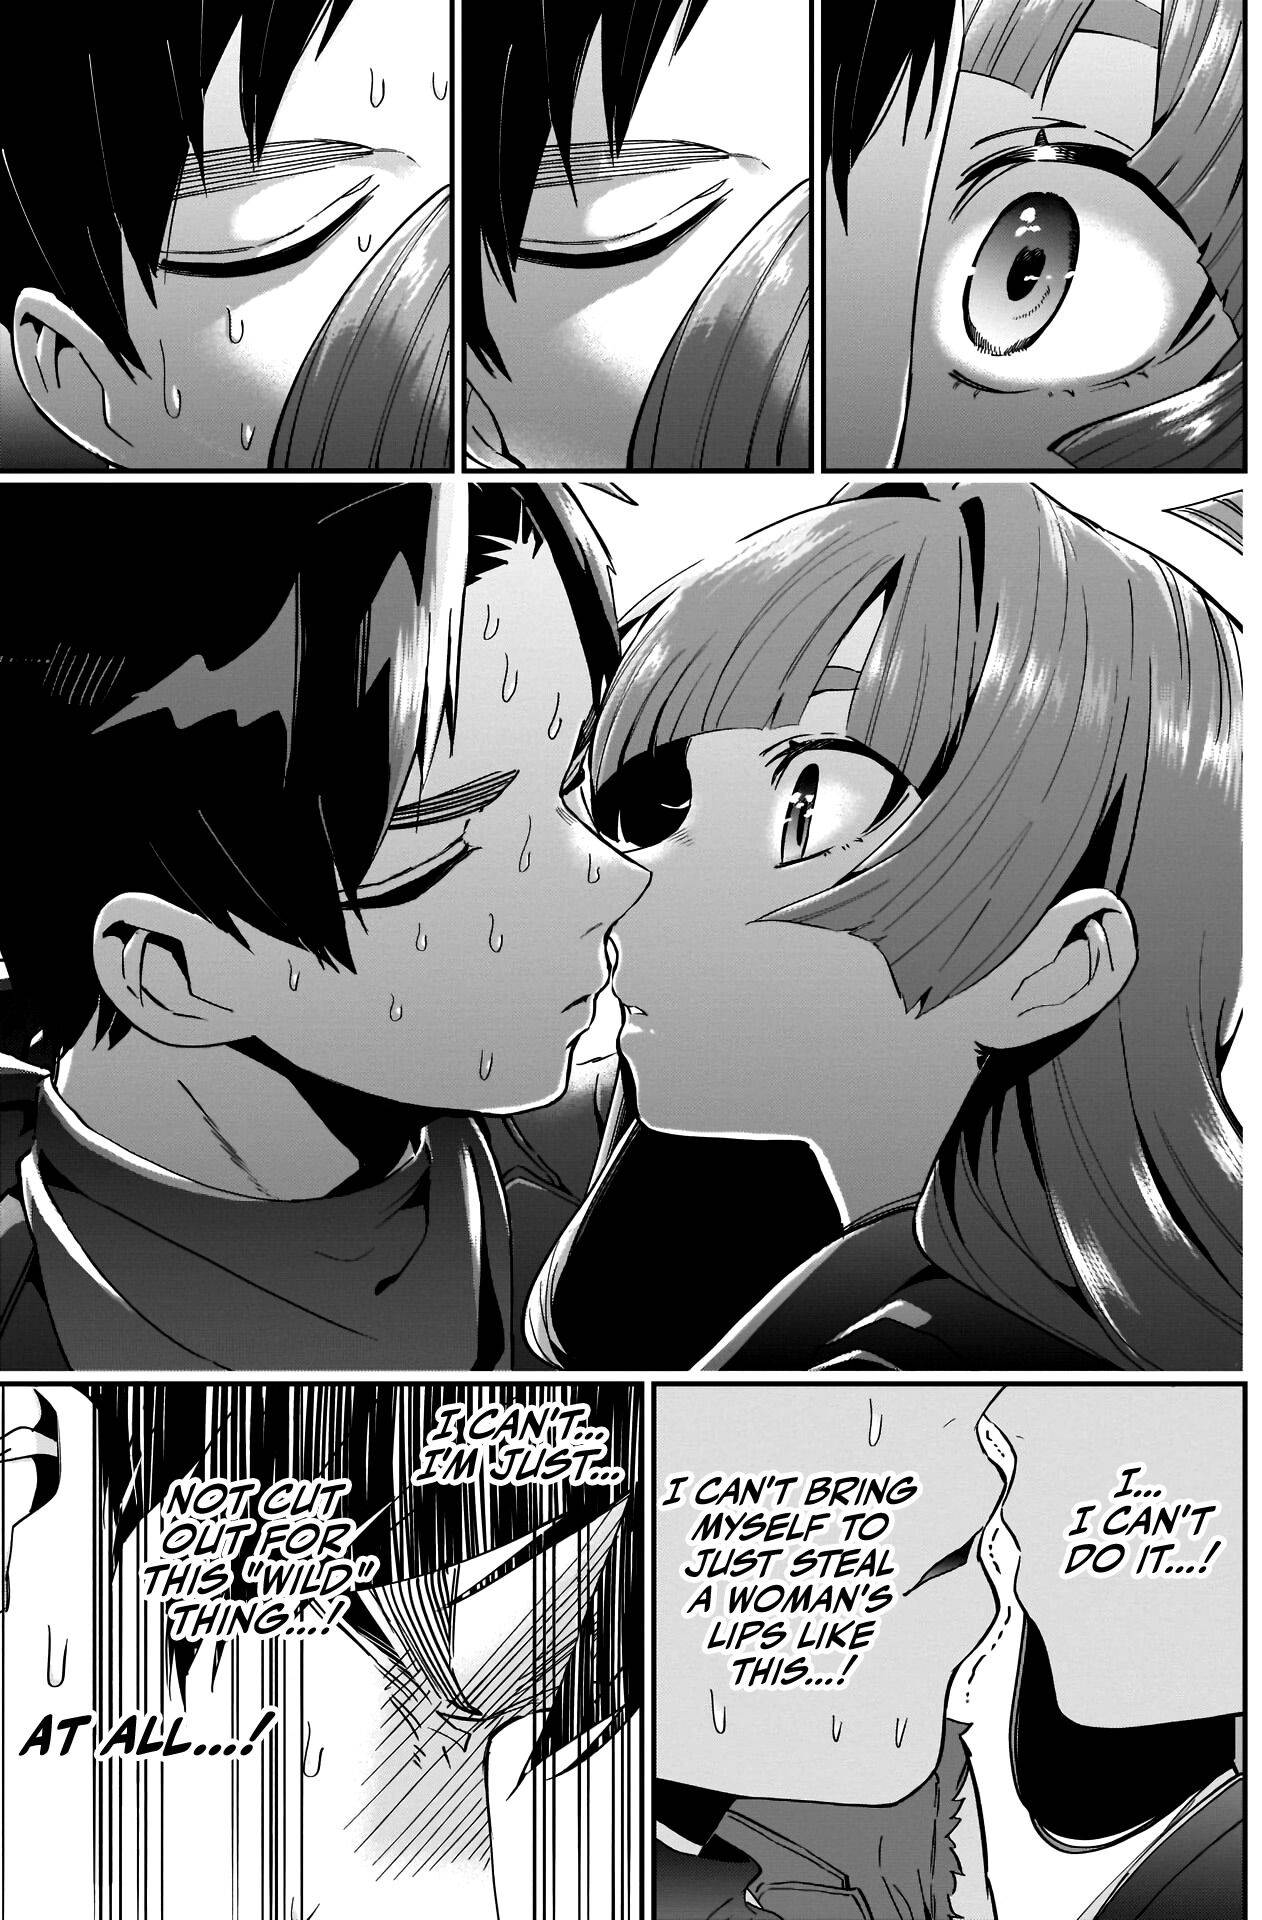 I...
I CAN'T
DO IT...!
I CAN'T BRING
MYSELF TO
JUST STEAL
A WOMAN'S
LIPS LIKE
THIS...!
I CAN'T...
I'M JUST...
NOT CUT
OUT FOR
THIS "WILD"
THING...!
AT ALL...!